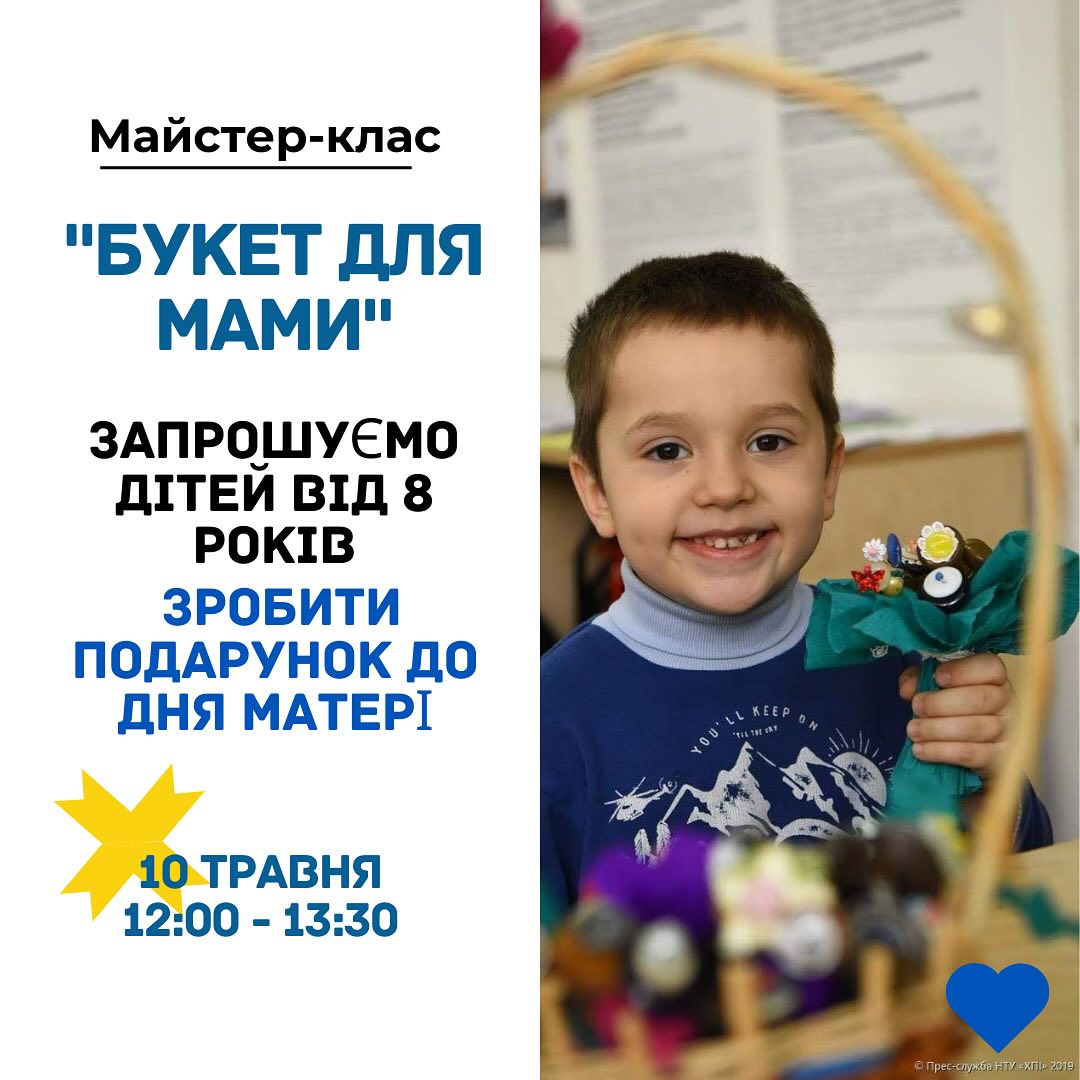 Майстер-клас
"БУКЕТ ДЛЯ
МАМИ"
ЗАПРОШУЄМО
ДІТЕЙ ВІД 8
РОКІВ
ЗРОБИТИ
ПОДАРУНОК ДО
ДНЯ МАТЕРІ
10 ТРАВНЯ
12:00 - 13:30
YOU'LL KEEP ON
© Прес-служба НТУ «ХПІ» 2019